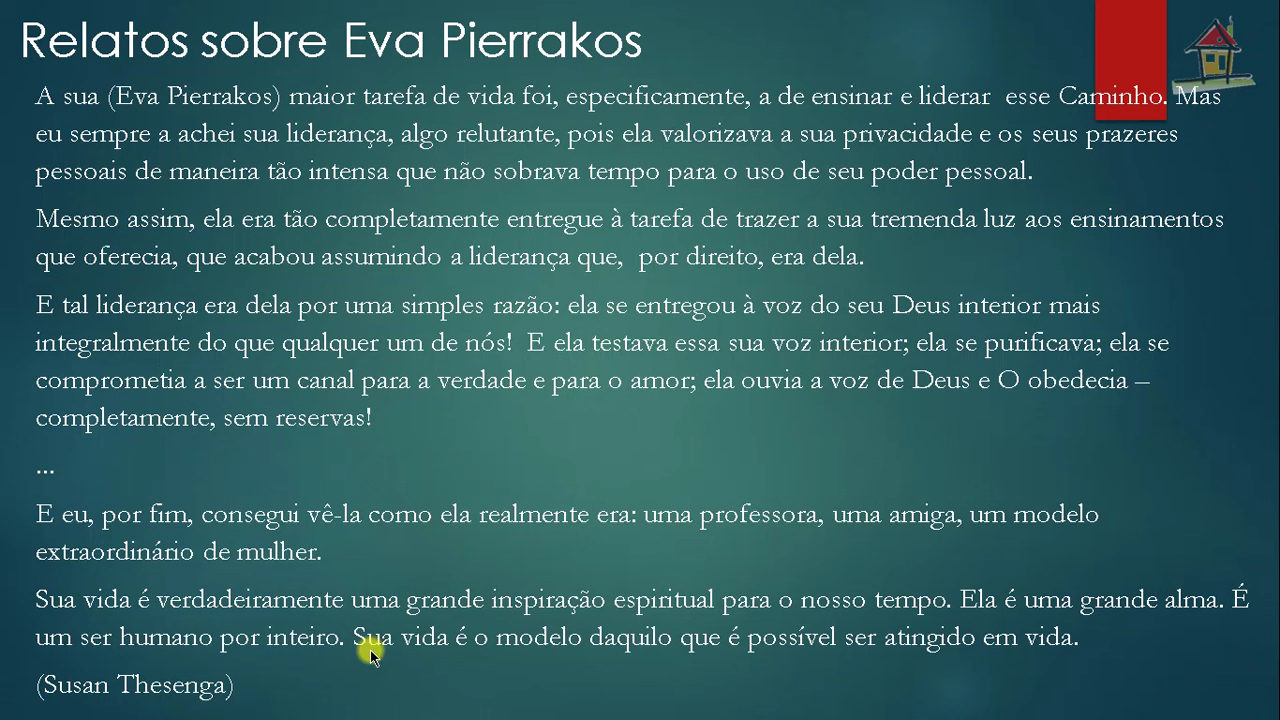 Relatos sobre Eva Pierrakos
A sua (Eva Pierrakos) maior tarefa de vida foi, especificamente, a de ensinar e liderar esse Caminho. Mas
eu sempre a achei sua liderança, algo relutante, pois ela valorizava a sua privacidade e os seus prazeres
pessoais de maneira tão intensa que não sobrava tempo para o uso de seu poder pessoal.
Mesmo assim, ela era tão completamente entregue à tarefa de trazer a sua tremenda luz aos ensinamentos
que oferecia, que acabou assumindo a liderança que, por direito, era dela.
E tal liderança era dela por uma simples razão: ela se entregou à voz do seu Deus interior mais
integralmente do que qualquer um de nós! E ela testava essa sua voz interior; ela se purificava; ela se
comprometia a ser um canal para a verdade e para o amor; ela ouvia a voz de Deus e O obedecia –
completamente, sem reservas!
...
E eu, por fim, consegui vê-la como ela realmente era: uma professora, uma amiga, um modelo
extraordinário de mulher.
Sua vida é verdadeiramente uma grande inspiração espiritual para o nosso tempo. Ela é uma grande alma. É
um ser humano por inteiro. Sua vida é o modelo daquilo que é possível ser atingido em vida.
(Susan Thesenga)